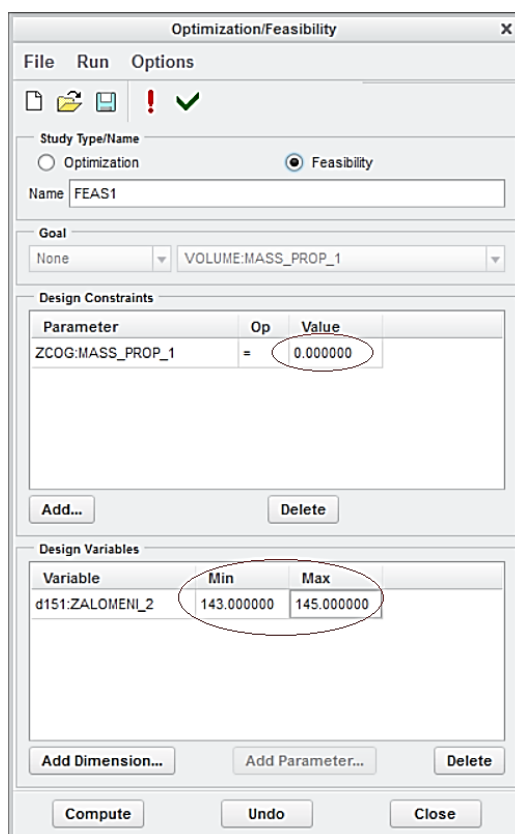 Optimization/Feasibility x
File Run Options
Study Type/Name
Optimization Feasibility
Name FEAS1
Goal
None VOLUME:MASS_PROP_1
Design Constraints
Parameter Op Value
ZCOG:MASS_PROP_1 = 0.000000
Add... Delete
Design Variables
Variable Min Max
d151:ZALOMENI_2 143.000000 145.000000
Add Dimension... Add Parameter... Delete
Compute Undo Close